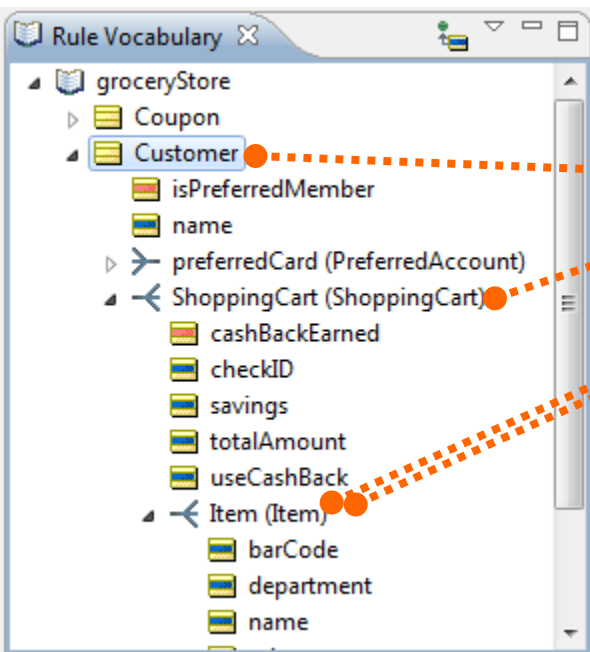 Rule Vocabulary
groceryStore
Coupon
Customer
isPreferredMember
name
preferredCard (PreferredAccount)
ShoppingCart (ShoppingCart)
cashBackEarned
checkID
savings
totalAmount
useCashBack
Item (Item)
barCode
department
name